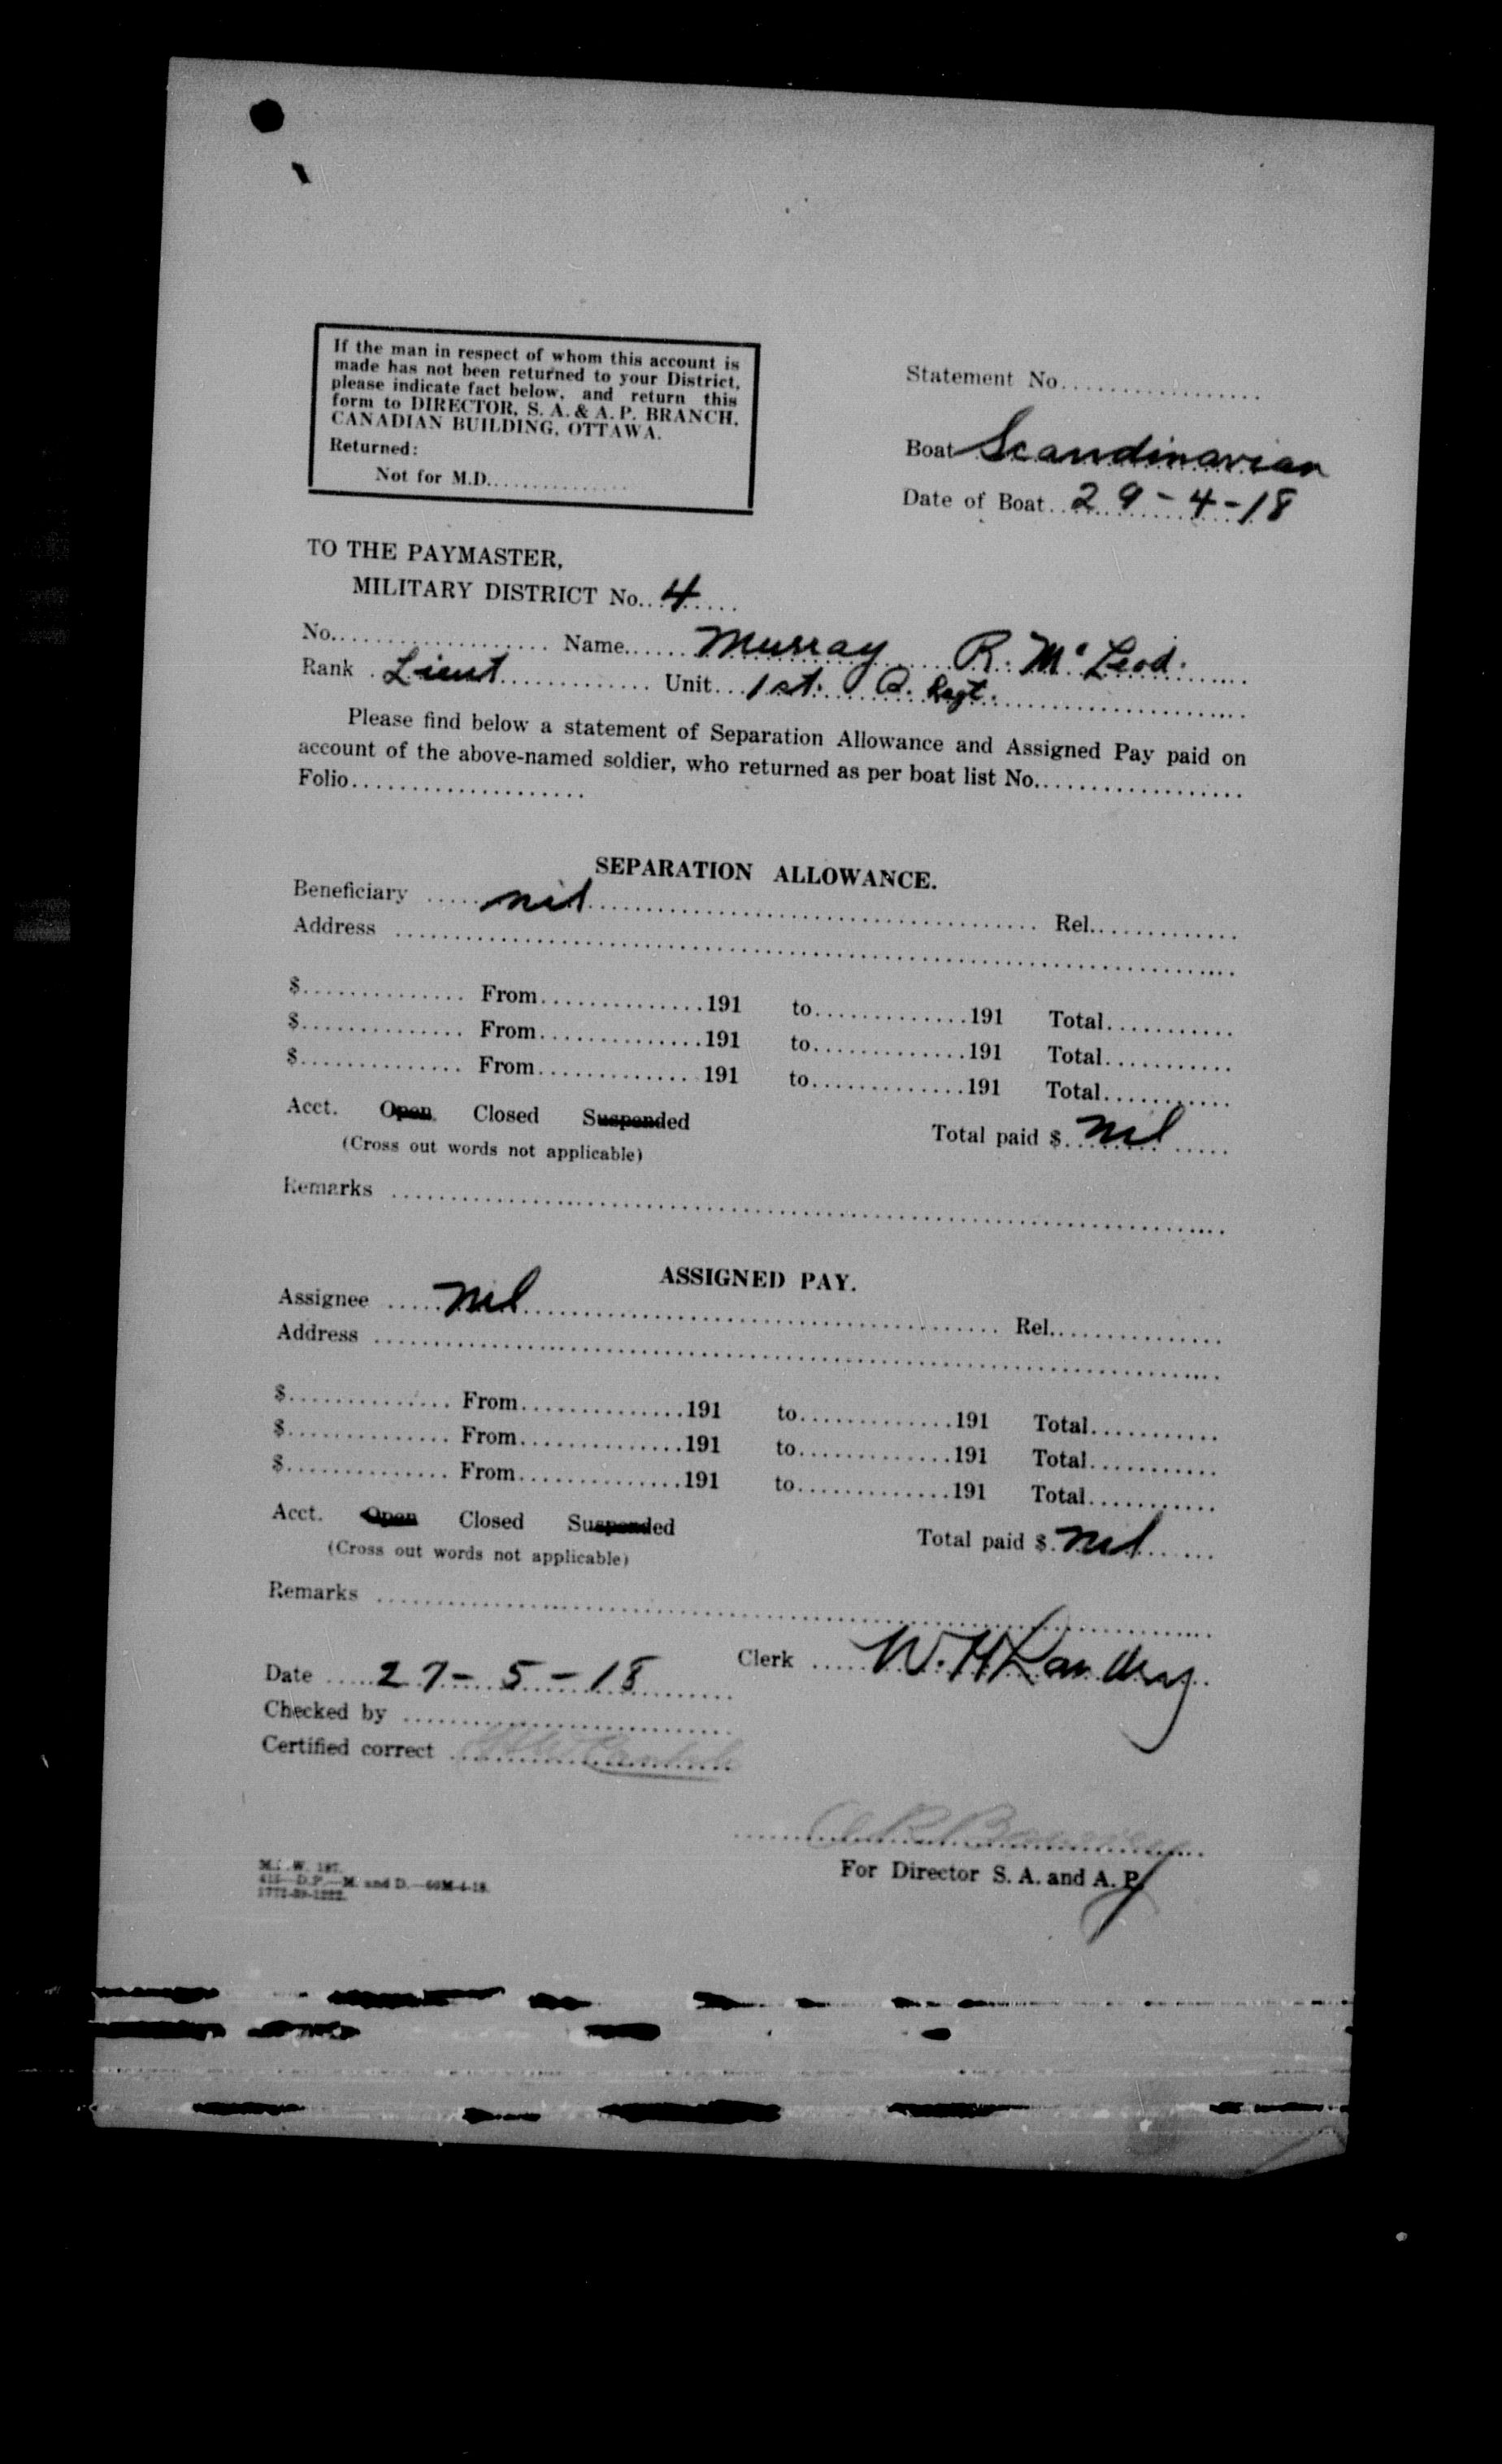 If the man in respect of whom this account is
made has not been returned to your District,
please indicate fact below, and return this
form to DIRECTOR, S. A. & A. P. BRANCH,
CANADIAN BUILDING, OTTAWA.
Returned:
Not for M.D................
Statement No.................
Boat Scandinavian
Date of Boat 29-4-18
TO THE PAYMASTER,
MILITARY DISTRICT No. 4
No.................... Name Murray R. McLeod.
Rank Lieut Unit 1st. Q. Regt.
Please find below a statement of Separation Allowance and Assigned Pay paid on
account of the above-named soldier, who returned as per boat list No...................
Folio....................
SEPARATION ALLOWANCE.
Beneficiary nil Rel.............
Address
$.............. From..............191 to..............191 Total...........
$.............. From..............191 to..............191 Total...........
$.............. From..............191 to..............191 Total...........
Acct. Open Closed Suspended
Total paid $ nil
(Cross out words not applicable)
Remarks
ASSIGNED PAY.
Assignee nil Rel..............
Address
$.............. From..............191 to..............191 Total...........
$.............. From..............191 to..............191 Total...........
$.............. From..............191 to..............191 Total...........
Acct. Open Closed Suspended
Total paid $ nil
(Cross out words not applicable)
Remarks
Date 27-5-18 Clerk W. H. Landry
Checked by
Certified correct
For Director S. A. and A. P.